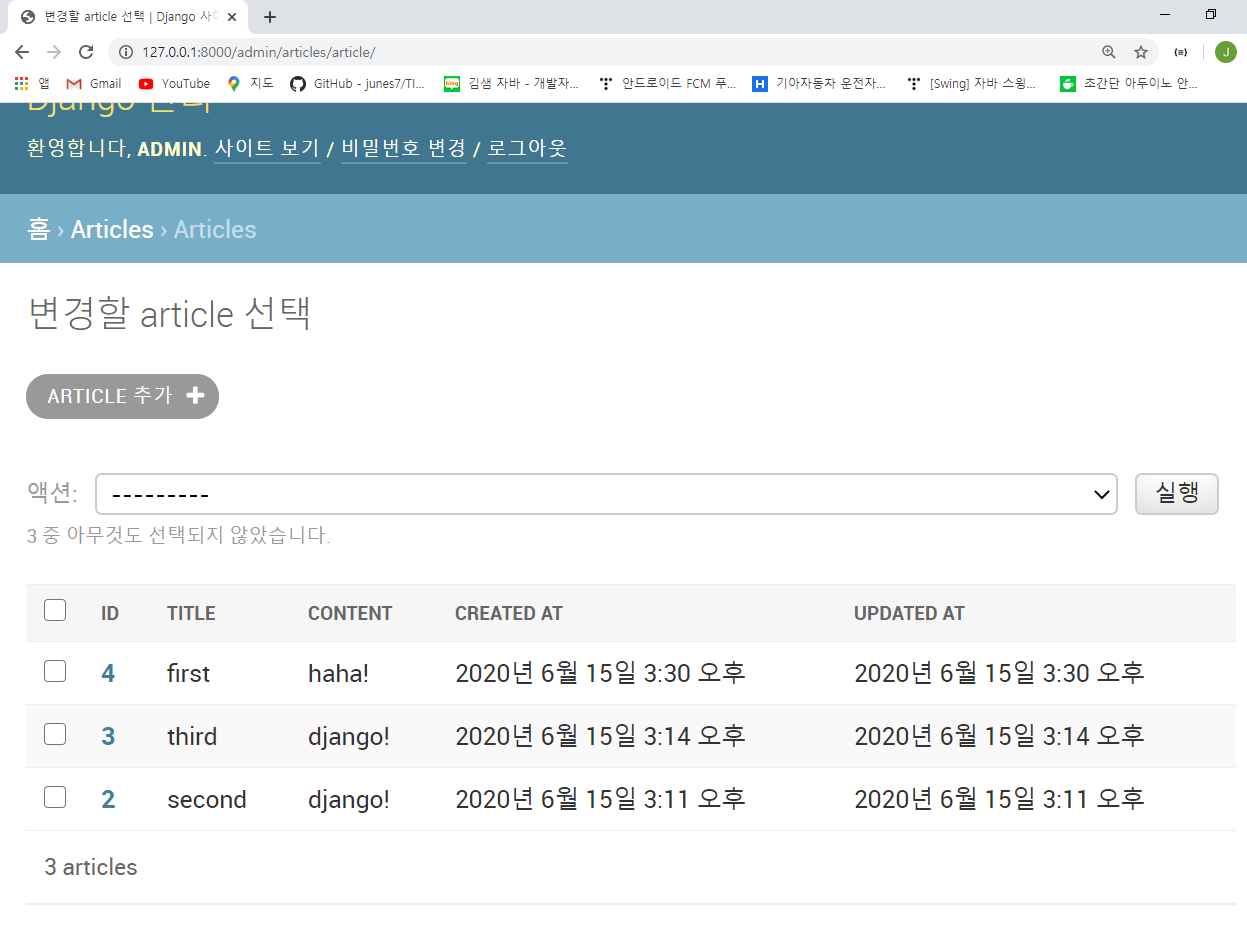 변경할 article 선택 | Django 사이
127.0.0.1:8000/admin/articles/article/
J
앱 Gmail YouTube 지도 GitHub - junes7/TI... 김샘 자바 - 개발자... 안드로이드 FCM 푸... 기아자동차 운전자... [Swing] 자바 스윙... 초간단 아두이노 안...
Django 관리
환영합니다, ADMIN. 사이트 보기 / 비밀번호 변경 / 로그아웃
홈 › Articles › Articles
변경할 article 선택
ARTICLE 추가
액션: --------- 실행
3 중 아무것도 선택되지 않았습니다.
ID TITLE CONTENT CREATED AT UPDATED AT
4 first haha! 2020년 6월 15일 3:30 오후 2020년 6월 15일 3:30 오후
3 third django! 2020년 6월 15일 3:14 오후 2020년 6월 15일 3:14 오후
2 second django! 2020년 6월 15일 3:11 오후 2020년 6월 15일 3:11 오후
3 articles